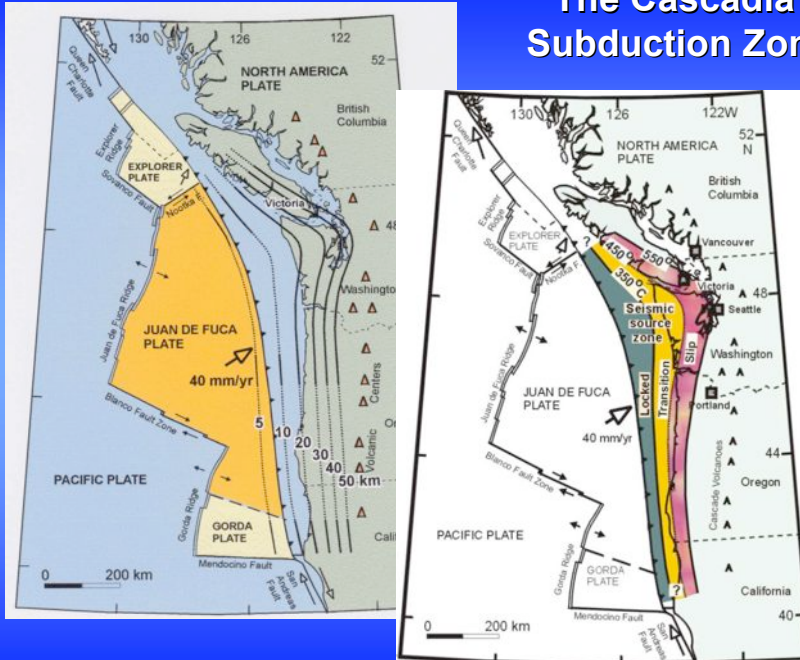 The Cascadia
Subduction Zon
130
126
122
52
Queen
Charlotte
Fault
NORTH AMERICA
PLATE
British
Columbia
Explorer
Ridge
EXPLORER
PLATE
Sovanco Fault
Nootka F.
Victoria
48
Washingto
Juan de Fuca Ridge
JUAN DE FUCA
PLATE
40 mm/yr
5
10
20
30
40
50 km
Volcanic Centers
Or
Blanco Fault Zone
PACIFIC PLATE
Gorda Ridge
GORDA
PLATE
Cali
Mendocino Fault
San
Andreas
Fault
0
200 km
130
126
122W
52
N
Queen
Charlotte
Fault
NORTH AMERICA
PLATE
British
Columbia
Explorer
Ridge
EXPLORER
PLATE
Sovanco Fault
Nootka F.
?
450°
550°
350°C
Vancouver
Victoria
48
Seattle
Seismic
source
zone
Washington
Juan de Fuca Ridge
JUAN DE FUCA
PLATE
40 mm/yr
Locked
Transition
Slip
Portland
Blanco Fault Zone
44
Oregon
Cascade Volcanoes
PACIFIC PLATE
Gorda Ridge
GORDA
PLATE
?
California
Mendocino Fault
40
San
Andreas
Fault
0
200 km